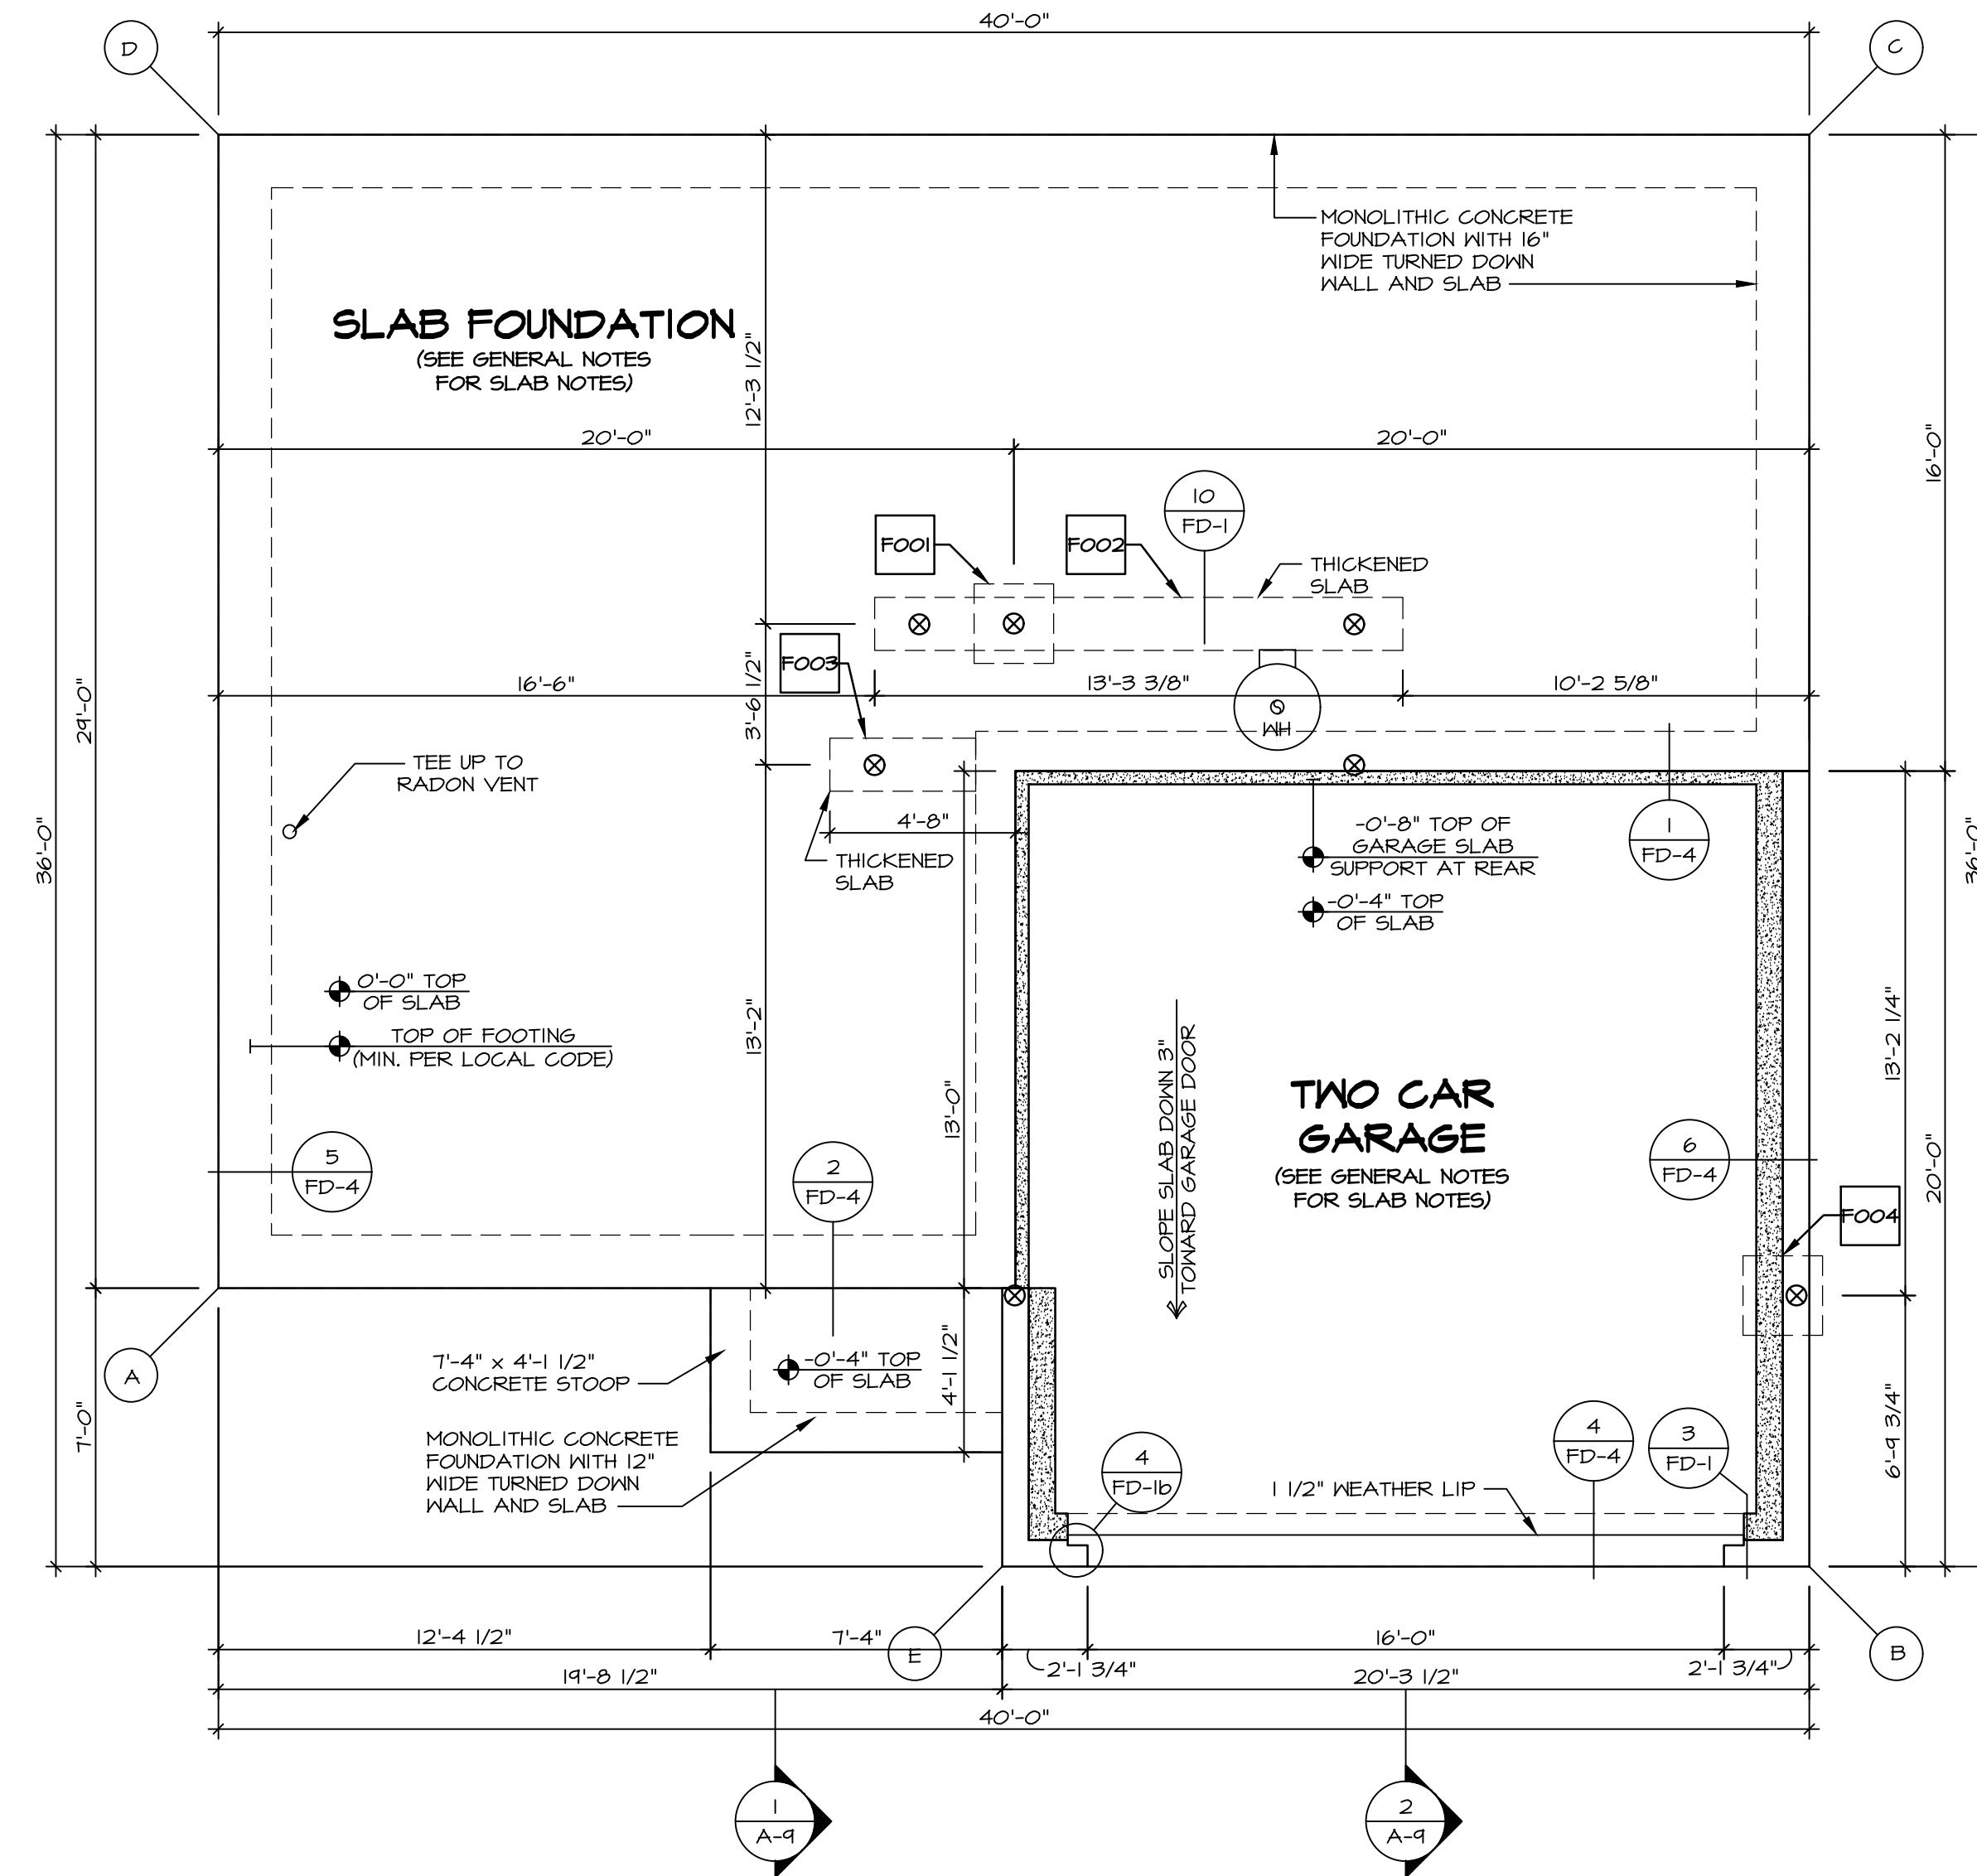 40'-0"
D
C
MONOLITHIC CONCRETE
FOUNDATION WITH 16"
WIDE TURNED DOWN
WALL AND SLAB
SLAB FOUNDATION
(SEE GENERAL NOTES
FOR SLAB NOTES)
12'-3 1/2"
20'-0"
20'-0"
16'-0"
10
FD-1
F001
F002
THICKENED
SLAB
F003
3'-6 1/2"
16'-6"
13'-3 3/8"
10'-2 5/8"
S
WH
29'-0"
36'-0"
TEE UP TO
RADON VENT
4'-8"
THICKENED
SLAB
-0'-8" TOP OF
GARAGE SLAB
SUPPORT AT REAR
-0'-4" TOP
OF SLAB
1
FD-4
36'-0"
0'-0" TOP
OF SLAB
TOP OF FOOTING
(MIN. PER LOCAL CODE)
13'-2"
13'-0"
SLOPE SLAB DOWN 3"
TOWARD GARAGE DOOR
TWO CAR
GARAGE
(SEE GENERAL NOTES
FOR SLAB NOTES)
13'-2 1/4"
20'-0"
5
FD-4
2
FD-4
6
FD-4
F004
7'-4" x 4'-1 1/2"
CONCRETE STOOP
-0'-4" TOP
OF SLAB
4'-1 1/2"
A
7'-0"
MONOLITHIC CONCRETE
FOUNDATION WITH 12"
WIDE TURNED DOWN
WALL AND SLAB
4
FD-1b
1 1/2" WEATHER LIP
4
FD-4
3
FD-1
6'-9 3/4"
12'-4 1/2"
7'-4"
E
2'-1 3/4"
16'-0"
2'-1 3/4"
B
19'-8 1/2"
20'-3 1/2"
40'-0"
1
A-9
2
A-9